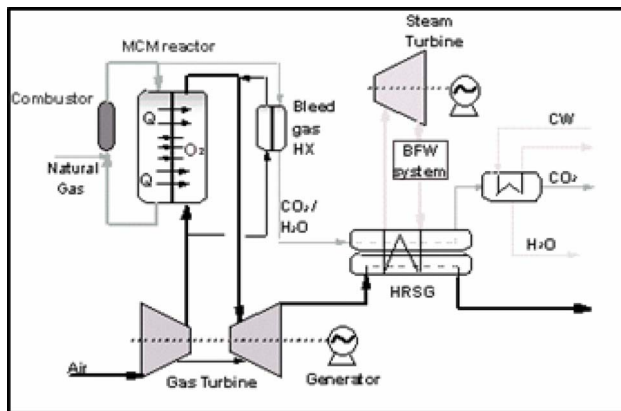 Steam
Turbine
MCM reactor
Combustor
Q
O₂
Q
Bleed
gas
HX
Natural
Gas
BFW
system
CW
CO₂
CO₂/
H₂O
H₂O
HRSG
Air
Gas Turbine
Generator